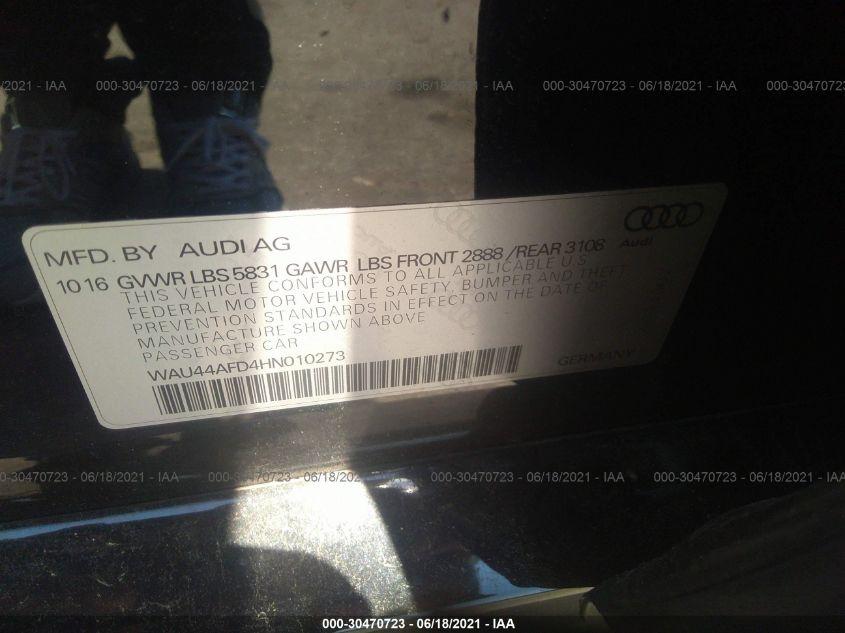 2021 - IAA 000-30470723 - 06/18/2021 - IAA 000-30470723 - 06/18/2021 - IAA 000-30470723
MFD. BY AUDI AG
Audi
10 16 GVWR LBS 5831 GAWR LBS FRONT 2888 / REAR 3108
THIS VEHICLE CONFORMS TO ALL APPLICABLE U.S.
FEDERAL MOTOR VEHICLE SAFETY, BUMPER AND THEFT
PREVENTION STANDARDS IN EFFECT ON THE DATE OF
MANUFACTURE SHOWN ABOVE
PASSENGER CAR
WAU44AFD4HN010273
GERMANY
30470723 - 06/18/2021 - IAA 000-30470723 - 06/18/2021 - IAA 000-30470723 - 06/18/2021 - IAA 000-30470723 - 06/18/
000-30470723 - 06/18/2021 - IAA